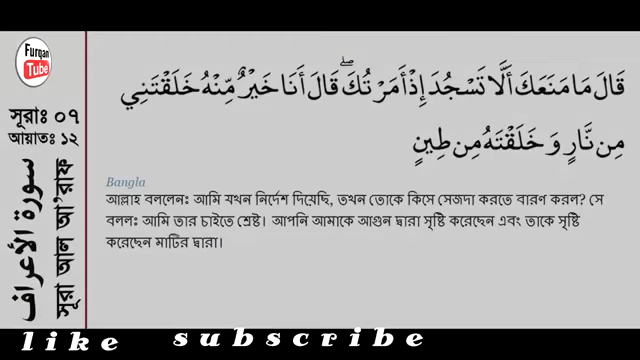 Furqan
Tube
সূরাঃ ০৭
আয়াতঃ ১২
سورة الأعراف
সূরা আল আ'রাফ
قَالَ مَا مَنَعَكَ أَلَّا تَسْجُدَ إِذْ أَمَرْتُكَ ۖ قَالَ أَنَا خَيْرٌ مِّنْهُ خَلَقْتَنِي
مِن نَّارٍ وَخَلَقْتَهُ مِن طِينٍ
Bangla
আল্লাহ বললেনঃ আমি যখন নির্দেশ দিয়েছি, তখন তোকে কিসে সেজদা করতে বারণ করল? সে
বললঃ আমি তার চাইতে শ্রেষ্ট। আপনি আমাকে আগুন দ্বারা সৃষ্টি করেছেন এবং তাকে সৃষ্টি
করেছেন মাটির দ্বারা।
like subscribe